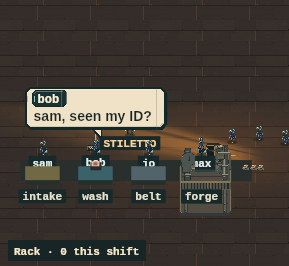 bob
sam, seen my ID?
STILETTO
sam bob jo max
intake wash belt forge
Rack · 0 this shift